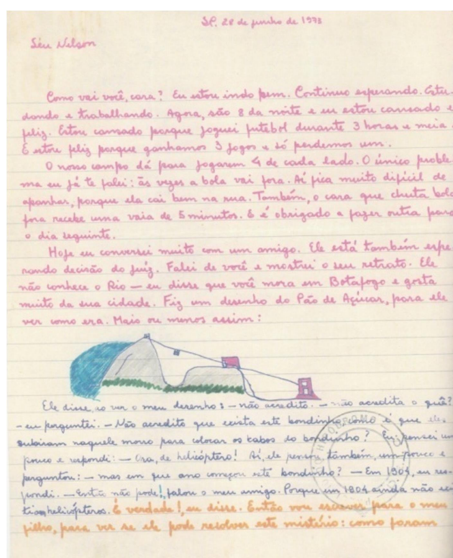 SP, 28 de junho de 1972
Seu Nelson
Como vai você, cara? Eu estou indo bem. Continuo esperando. Estu
dando e trabalhando. Agora, são 8 da noite e eu estou cansado e
feliz. Estou cansado porque joguei futebol durante 3 horas e meia.
E estou feliz porque ganhamos 3 jogos e só perdemos um.
O nosso campo dá para jogarem 4 de cada lado. O único proble
ma eu já te falei: às vezes a bola vai fora. Aí fica muito difícil de
apanhar, porque ela cai bem na rua. Também, o cara que chuta bola
fora recebe uma vaia de 5 minutos. E é obrigado a fazer outra para
o dia seguinte.
Hoje eu conversei muito com um amigo. Ele está também espe
rando decisão do juiz. Falei de você e mostrei o seu retrato. Ele
não conhece o Rio — eu disse que você mora em Botafogo e gosta
muito da sua cidade. Fiz um desenho do Pão de Açúcar, para ele
ver como era. Mais ou menos assim:
Ele disse ao ver o meu desenho: — não acredito. — não acredita o quê?
— eu perguntei. — Não acredito que exista este bondinho, como é que eles
subiram naquele morro para colocar os kabos do bondinho? Eu pensei um
pouco e respondi: — Ora, de helicóptero! Aí, ele pensou, também, um pouco e
perguntou: — mas em que ano começou este bondinho? — Em 1904, eu res-
pondi. — Então não pode!, falou o meu amigo. Porque em 1904 ainda não
helicópteros. É verdade!, eu disse. Então vou escrever para o meu
filho, para ver se ele pode resolver este mistério: como foram